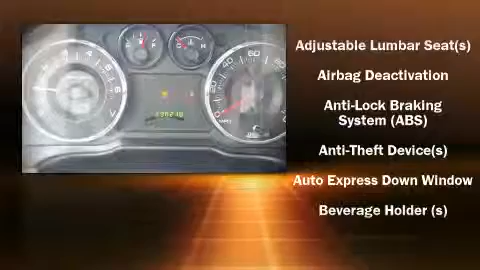 Adjustable Lumbar Seat(s)
Airbag Deactivation
Anti-Lock Braking
System (ABS)
Anti-Theft Device(s)
Auto Express Down Window
Beverage Holder (s)